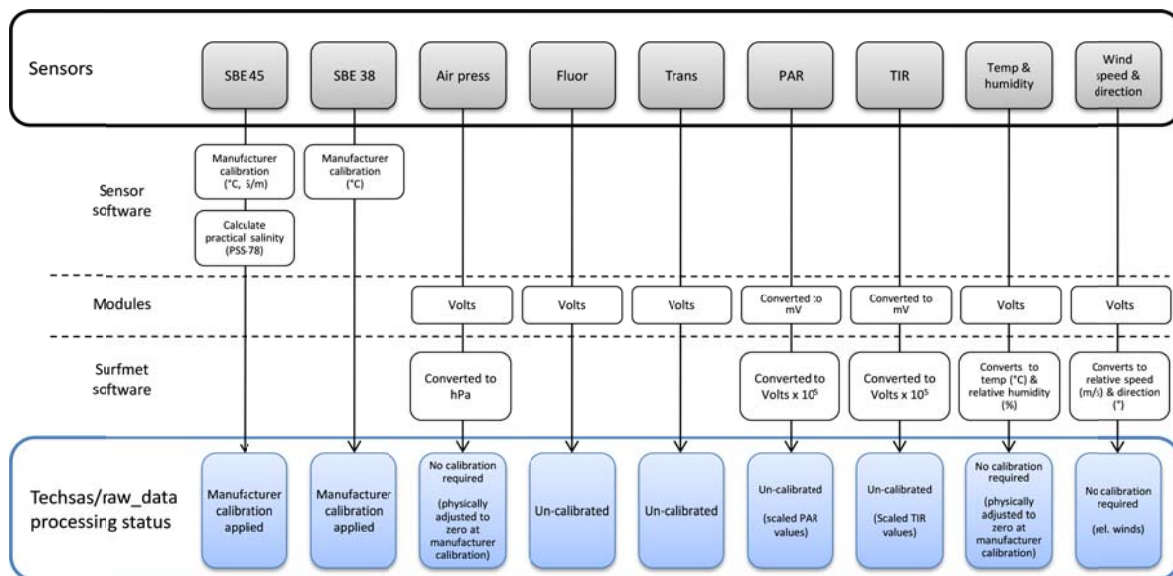 Sensors
SBE 45
SBE 38
Air press
Fluor
Trans
PAR
TIR
Temp &
humidity
Wind
speed &
direction
Sensor
software
Manufacturer
calibration
(°C, S/m)
Manufacturer
calibration
(°C)
Calculate
practical salinity
(PSS-78)
Modules
Volts
Volts
Volts
Converted to
mV
Converted to
mV
Volts
Volts
Surfmet
software
Converted to
hPa
Converted to
Volts x 10⁵
Converted to
Volts x 10⁵
Converts to
temp (°C) &
relative humidity
(%)
Converts to
relative speed
(m/s) & direction
(°)
Techsas/raw_data
processing status
Manufacturer
calibration
applied
Manufacturer
calibration
applied
No calibration
required
(physically
adjusted to
zero at
manufacturer
calibration)
Un-calibrated
Un-calibrated
Un-calibrated
(scaled PAR
values)
Un-calibrated
(Scaled TIR
values)
No calibration
required
(physically
adjusted to
zero at
manufacturer
calibration)
No calibration
required
(rel. winds)